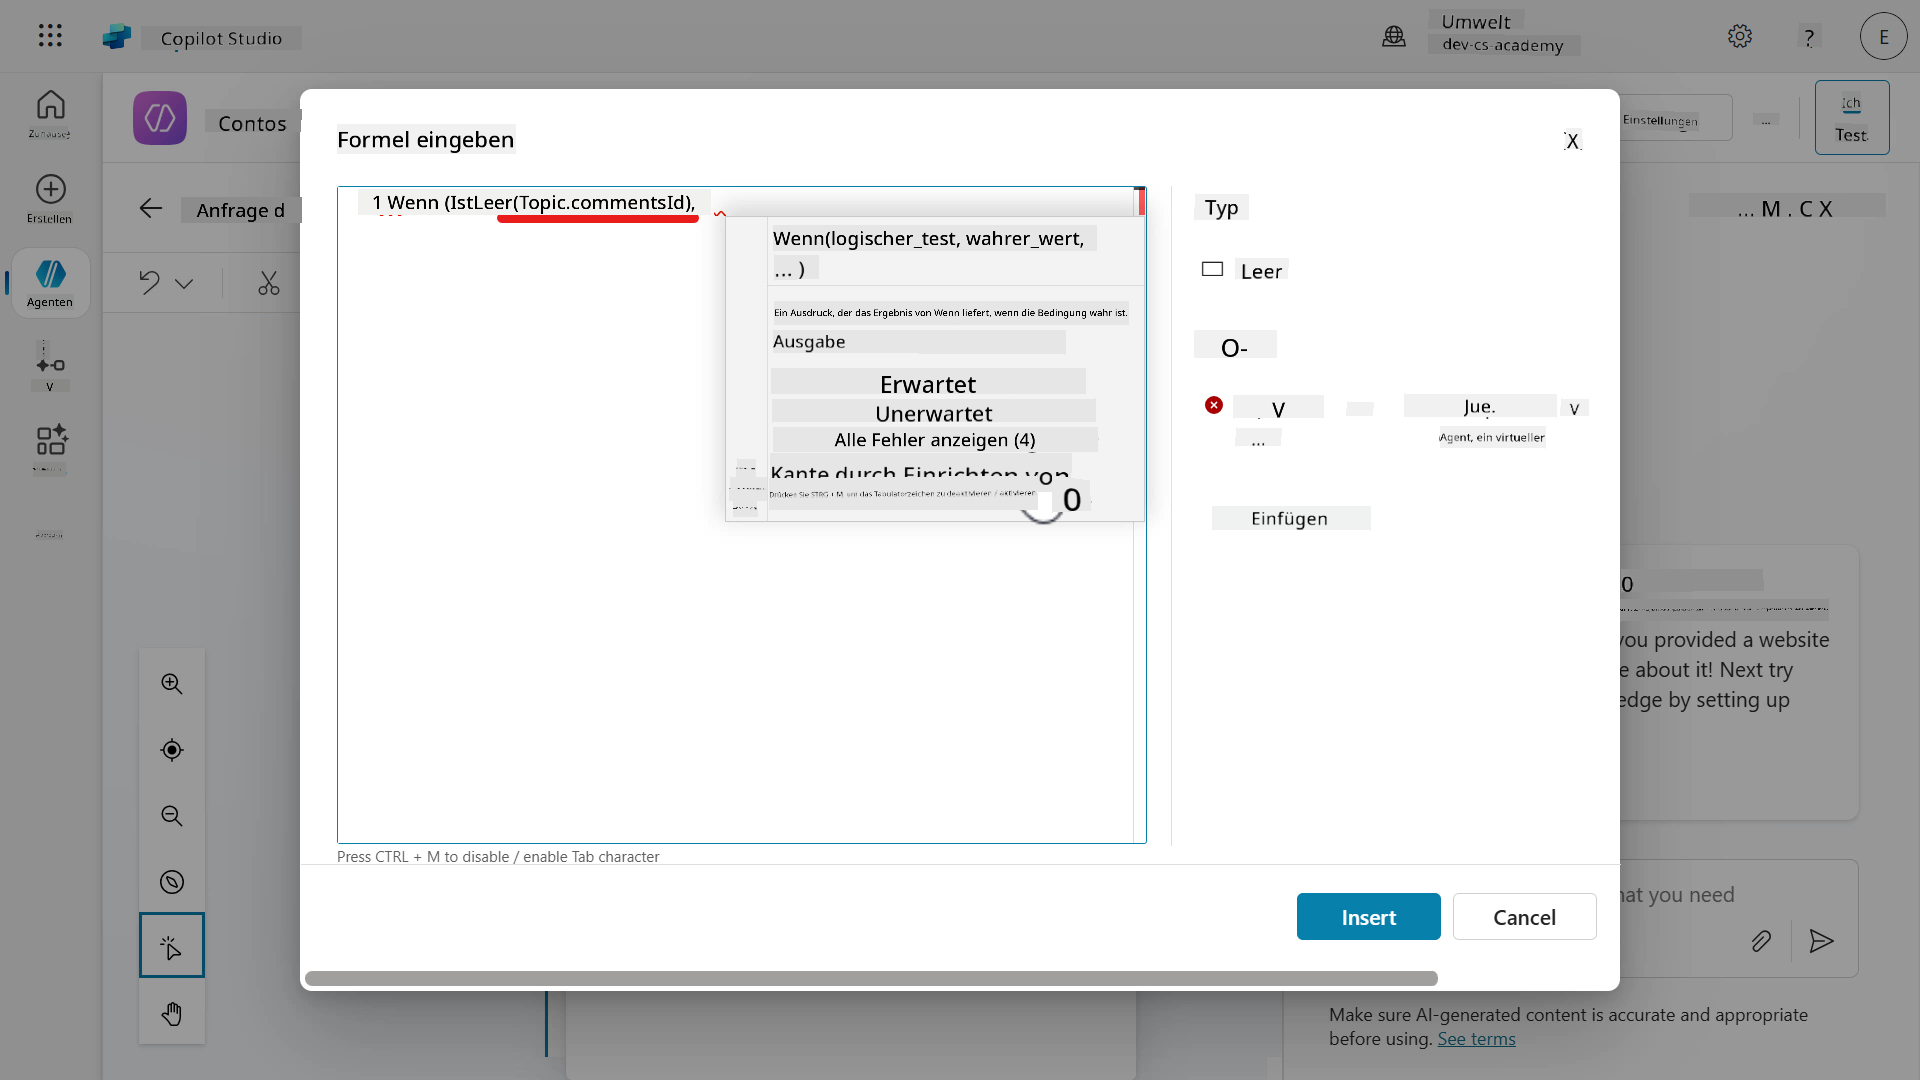 Copilot Studio
Umwelt
dev-cs-academy
?
E
Erstellen
Agenten
V
Contos
Einstellungen
...
Ich
Test
Anfrage d
... M . C X
Formel eingeben
X
1 Wenn (IstLeer(Topic.commentsId),
Wenn(logischer_test, wahrer_wert,
... )
Ein Ausdruck, der das Ergebnis von Wenn liefert, wenn die Bedingung wahr ist.
Ausgabe
Erwartet
Unerwartet
Alle Fehler anzeigen (4)
Kante durch Einrichten von
Drücken Sie STRG + M, um das Tabulatorzeichen zu deaktivieren / aktivieren.
0
Press CTRL + M to disable / enable Tab character
Typ
Leer
O-
V
...
Jue.
V
Agent, ein virtueller
Einfügen
Insert
Cancel
0
you provided a website
e about it! Next try
edge by setting up
hat you need
Make sure AI-generated content is accurate and appropriate
before using. See terms